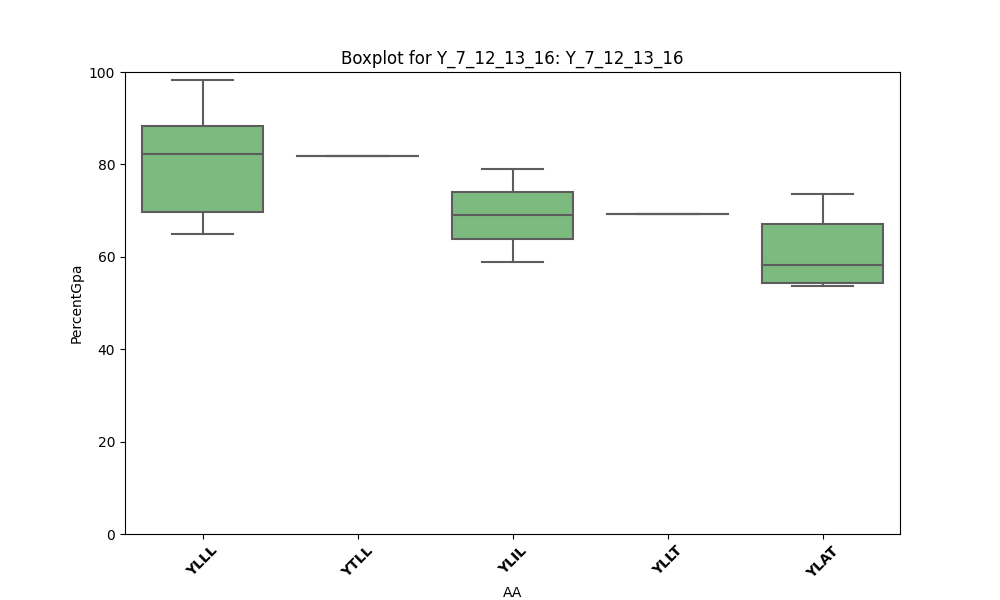 Boxplot for Y_7_12_13_16: Y_7_12_13_16
100
80
60
40
20
0
PercentGpa
YLLL
YTLL
YLIL
YLLT
YLAT
AA